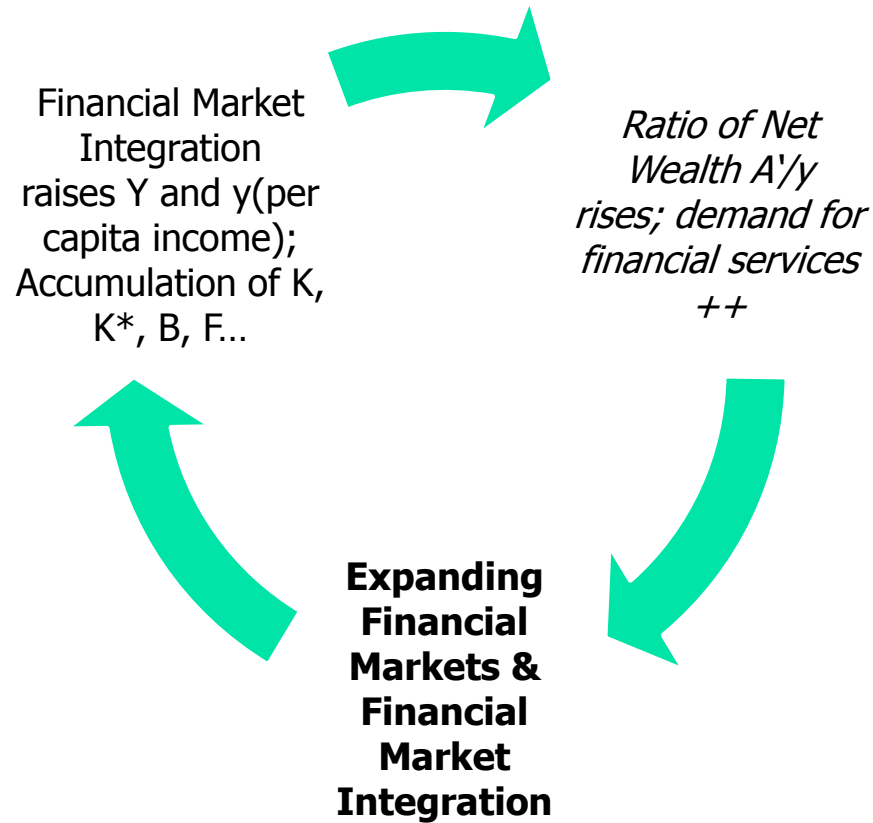 Financial Market
Integration
raises Y and y(per
capita income);
Accumulation of K,
K*, B, F…
Ratio of Net
Wealth A‘/y
rises; demand for
financial services
++
Expanding
Financial
Markets &
Financial
Market
Integration